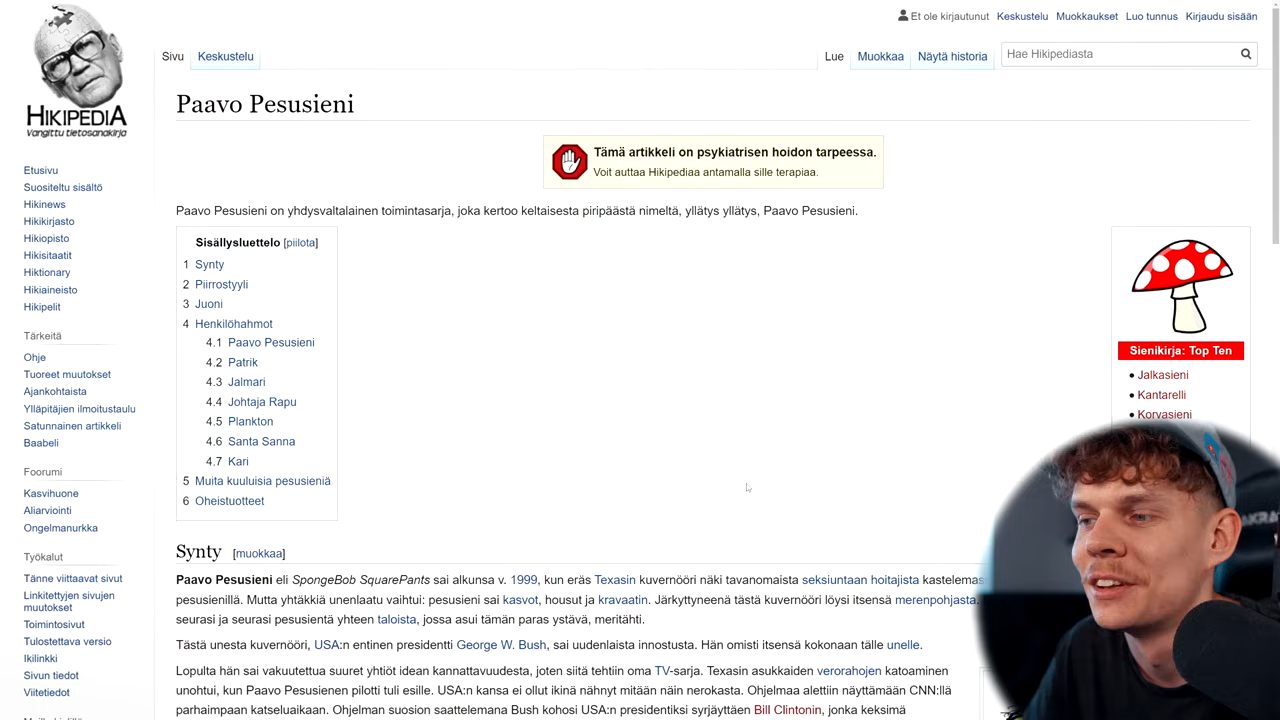 Et ole kirjautunut Keskustelu Muokkaukset Luo tunnus Kirjaudu sisään
HIKIPEDIA
Vangittu tietosanakirja
Sivu Keskustelu Lue Muokkaa Näytä historia Hae Hikipediasta
Etusivu
Suositeltu sisältö
Hikinews
Hikikirjasto
Hikiopisto
Hikisitaatit
Hiktionary
Hikiaineisto
Hikipelit
Tärkeitä
Ohje
Tuoreet muutokset
Ajankohtaista
Ylläpitäjien ilmoitustaulu
Satunnainen artikkeli
Baabeli
Foorumi
Kasvihuone
Aliarviointi
Ongelmanurkka
Työkalut
Tänne viittaavat sivut
Linkitettyjen sivujen
muutokset
Toimintosivut
Tulostettava versio
Ikilinkki
Sivun tiedot
Viitetiedot
Paavo Pesusieni
Tämä artikkeli on psykiatrisen hoidon tarpeessa.
Voit auttaa Hikipediaa antamalla sille terapiaa.
Paavo Pesusieni on yhdysvaltalainen toimintasarja, joka kertoo keltaisesta piripäästä nimeltä, yllätys yllätys, Paavo Pesusieni.
Sisällysluettelo [piilota]
1 Synty
2 Piirrostyyli
3 Juoni
4 Henkilöhahmot
4.1 Paavo Pesusieni
4.2 Patrik
4.3 Jalmari
4.4 Johtaja Rapu
4.5 Plankton
4.6 Santa Sanna
4.7 Kari
5 Muita kuuluisia pesusieniä
6 Oheistuotteet
Sienikirja: Top Ten
• Jalkasieni
• Kantarelli
• Korvasieni
Synty [muokkaa]
Paavo Pesusieni eli SpongeBob SquarePants sai alkunsa v. 1999, kun eräs Texasin kuvernööri näki tavanomaista seksiuntaan hoitajista
pesusienillä. Mutta yhtäkkiä unenlaatu vaihtui: pesusieni sai kasvot, housut ja kravaatin. Järkyttyneenä tästä kuvernööri löysi itsensä merenpohjasta.
seurasi ja seurasi pesusientä yhteen taloista, jossa asui tämän paras ystävä, meritähti.
Tästä unesta kuvernööri, USA:n entinen presidentti George W. Bush, sai uudenlaista innostusta. Hän omisti itsensä kokonaan tälle unelle.
Lopulta hän sai vakuutettua suuret yhtiöt idean kannattavuudesta, joten siitä tehtiin oma TV-sarja. Texasin asukkaiden verorahojen katoaminen
unohtui, kun Paavo Pesusienen pilotti tuli esille. USA:n kansa ei ollut ikinä nähnyt mitään näin nerokasta. Ohjelmaa alettiin näyttämään CNN:llä
parhaimpaan katseluaikaan. Ohjelman suosion saattelemana Bush kohosi USA:n presidentiksi syrjäyttäen Bill Clintonin, jonka keksimä